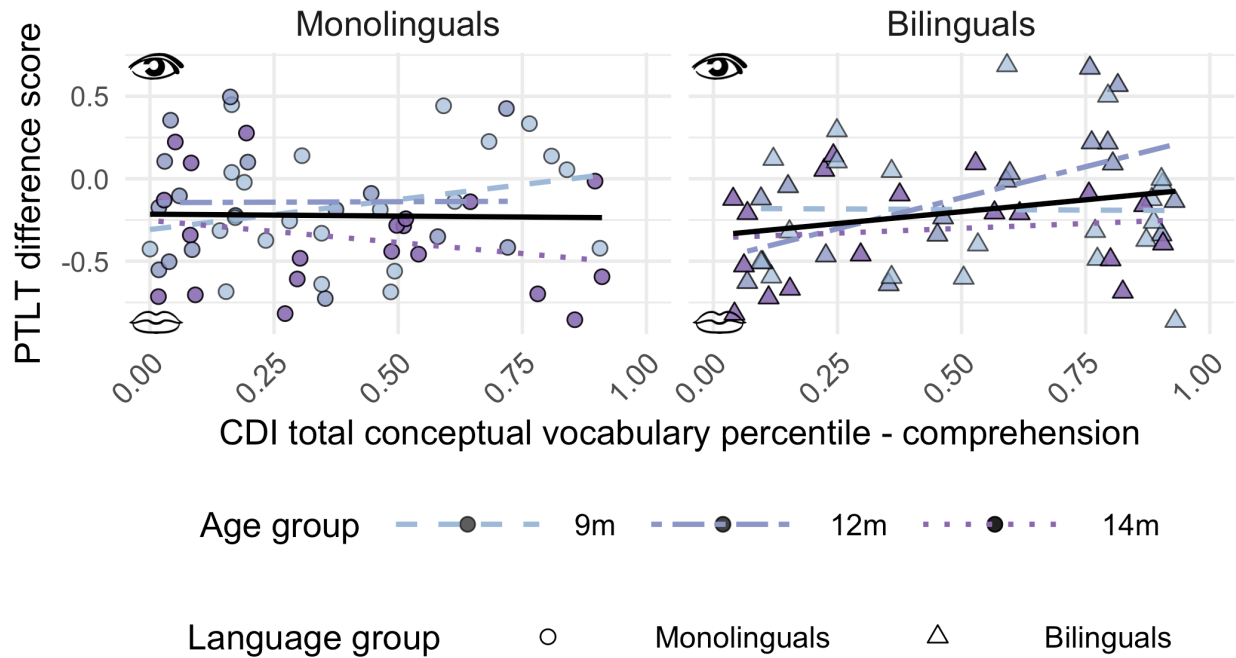 Monolinguals
Bilinguals
PTLT difference score
0.5
0.0
-0.5
0.00
0.25
0.50
0.75
1.00
0.00
0.25
0.50
0.75
1.00
CDI total conceptual vocabulary percentile - comprehension
Age group 9m 12m 14m
Language group Monolinguals Bilinguals